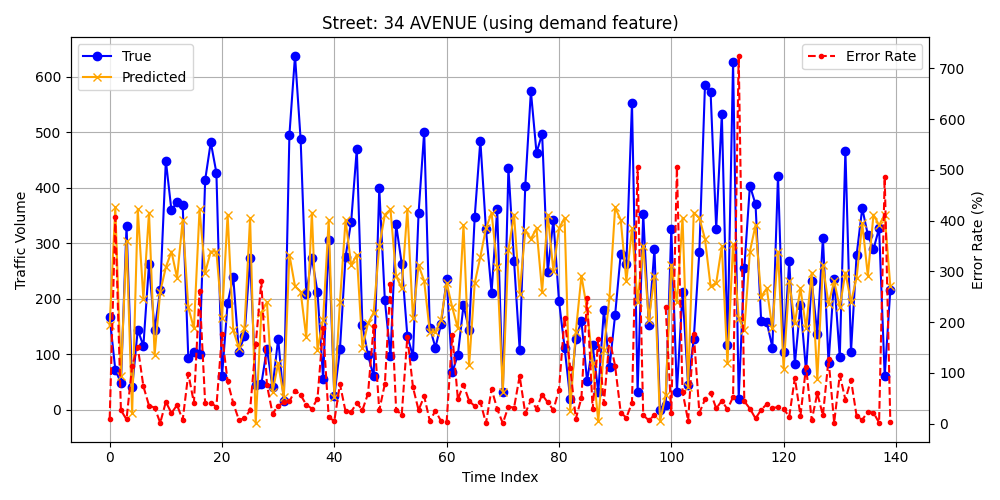 Street: 34 AVENUE (using demand feature)
True
Predicted
Error Rate
Traffic Volume
600
500
400
300
200
100
0
700
600
500
400
300
200
100
0
Error Rate (%)
0 20 40 60 80 100 120 140
Time Index